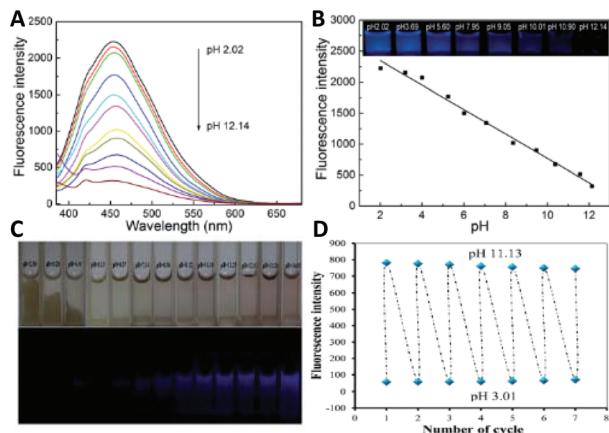 A
Fluorescence intensity
2500
2000
1500
1000
500
0
pH 2.02
pH 12.14
400 450 500 550 600 650
Wavelength (nm)
B
Fluorescence intensity
3000
2500
2000
1500
1000
500
0
pH2.02 pH3.69 pH 5.60 pH 7.95 pH 9.05 pH 10.01 pH 10.90 pH 12.14
2 4 6 8 10 12
pH
C
D
Fluorescence intensity
900
800
700
600
500
400
300
200
100
0
-100
pH 11.13
pH 3.01
0 1 2 3 4 5 6 7 8
Number of cycle